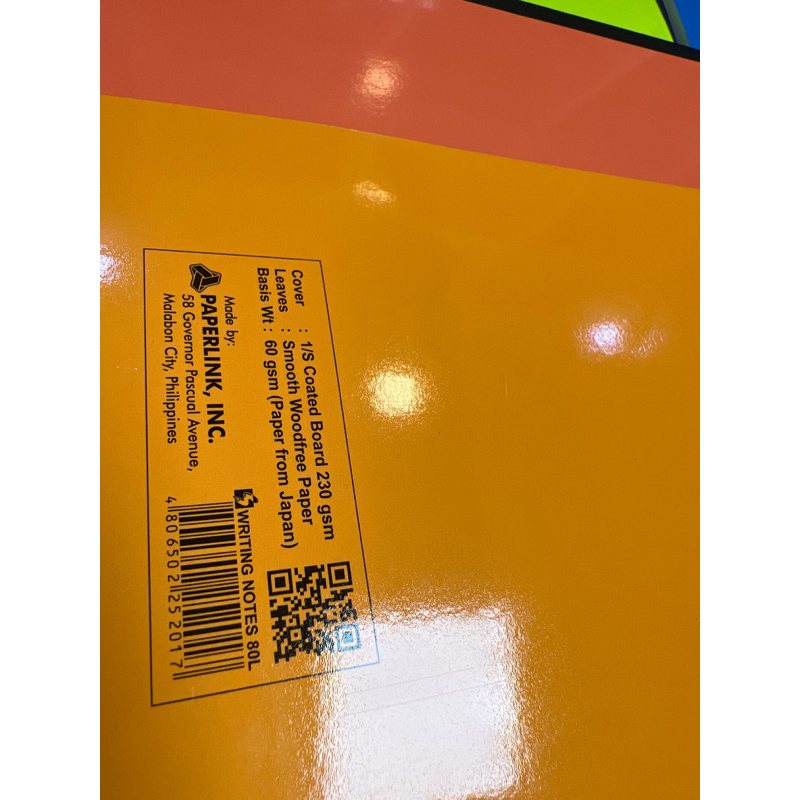 Cover : 1/S Coated Board 230 gsm
Leaves : Smooth Woodfree Paper
Basis Wt : 60 gsm (Paper from Japan)
Made by:
PAPERLINK, INC.
58 Governor Pascual Avenue,
Malabon City, Philippines
WRITING NOTES 80L
4 806502 252017